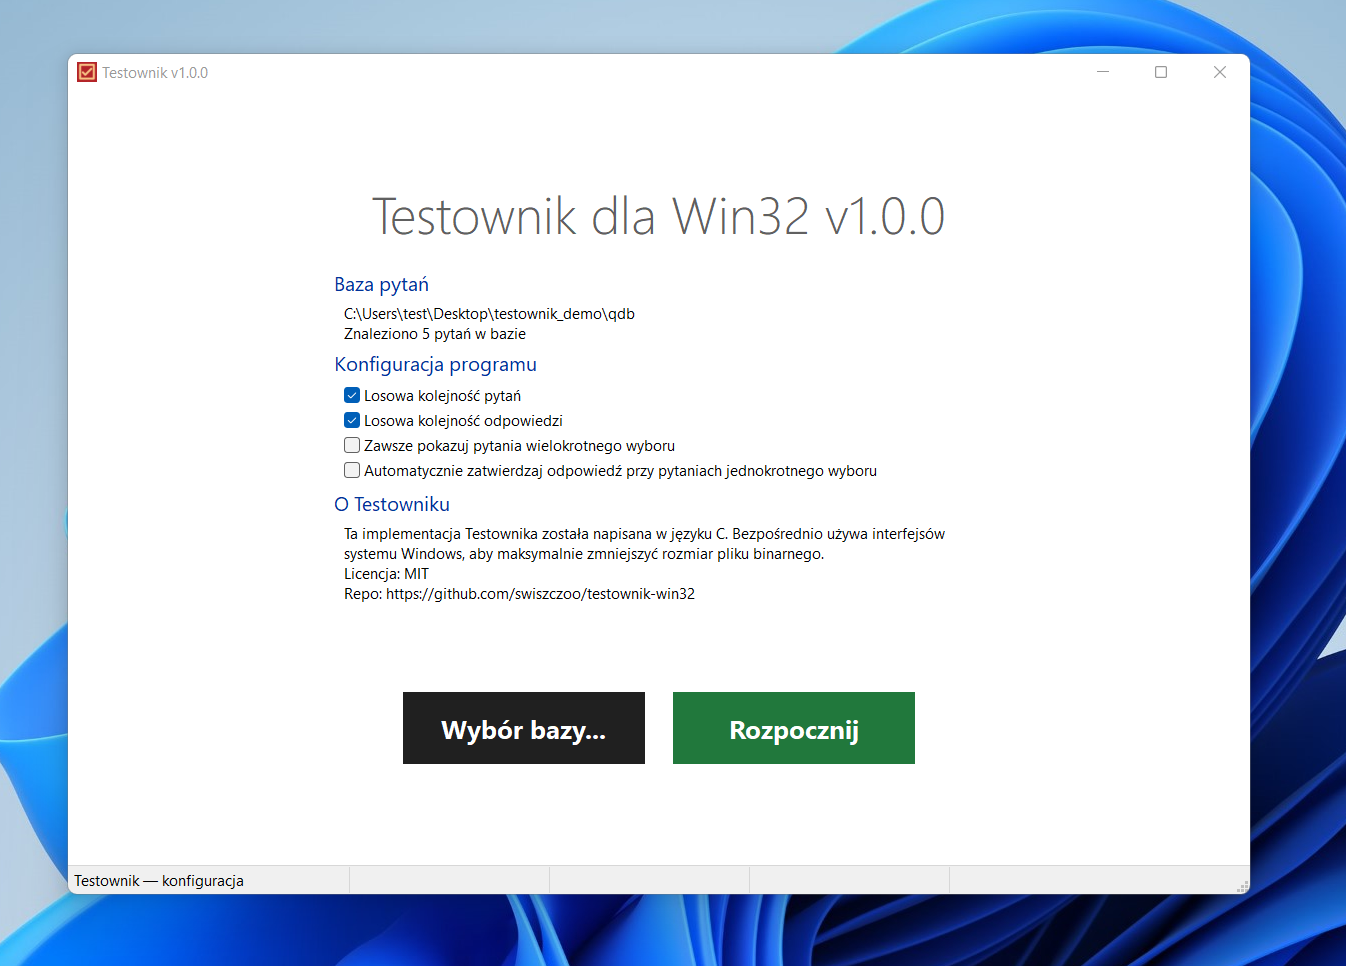 Testownik v1.0.0
Testownik dla Win32 v1.0.0
Baza pytań
C:\Users\test\Desktop\testownik_demo\qdb
Znaleziono 5 pytań w bazie
Konfiguracja programu
Losowa kolejność pytań
Losowa kolejność odpowiedzi
Zawsze pokazuj pytania wielokrotnego wyboru
Automatycznie zatwierdzaj odpowiedź przy pytaniach jednokrotnego wyboru
O Testowniku
Ta implementacja Testownika została napisana w języku C. Bezpośrednio używa interfejsów
systemu Windows, aby maksymalnie zmniejszyć rozmiar pliku binarnego.
Licencja: MIT
Repo: https://github.com/swiszczoo/testownik-win32
Wybór bazy...
Rozpocznij
Testownik — konfiguracja